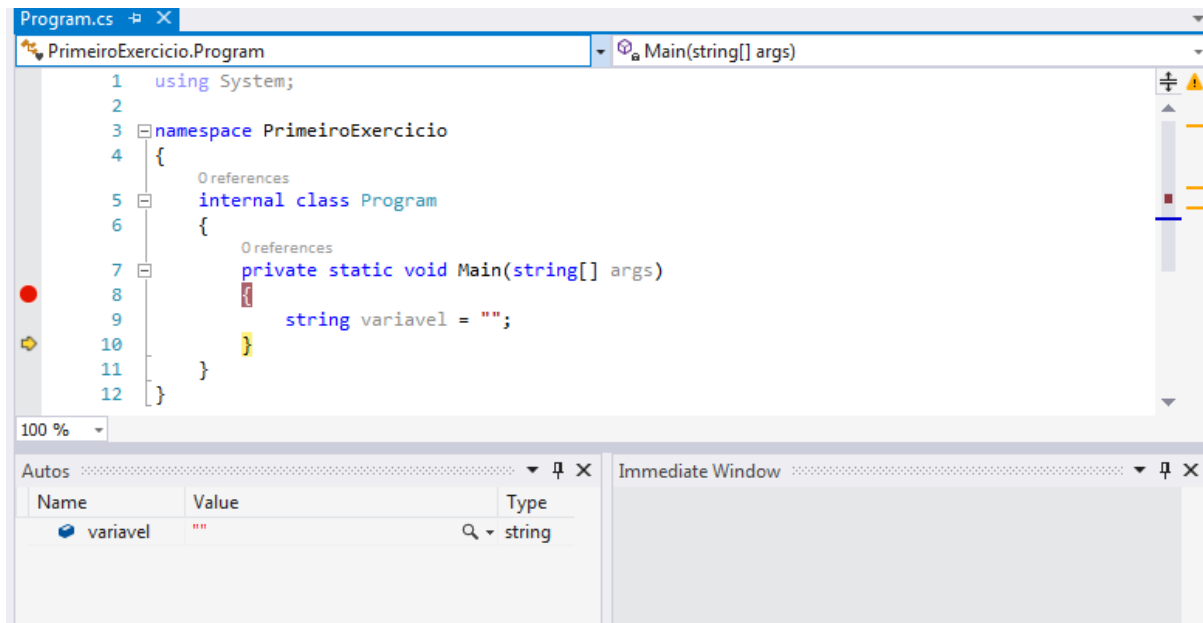 Program.cs
PrimeiroExercicio.Program
Main(string[] args)
1 using System;
2
3 namespace PrimeiroExercicio
4 {
0 references
5 internal class Program
6 {
0 references
7 private static void Main(string[] args)
8 {
9 string variavel = "";
10 }
11 }
12 }
100 %
Autos
Name Value Type
variavel "" string
Immediate Window